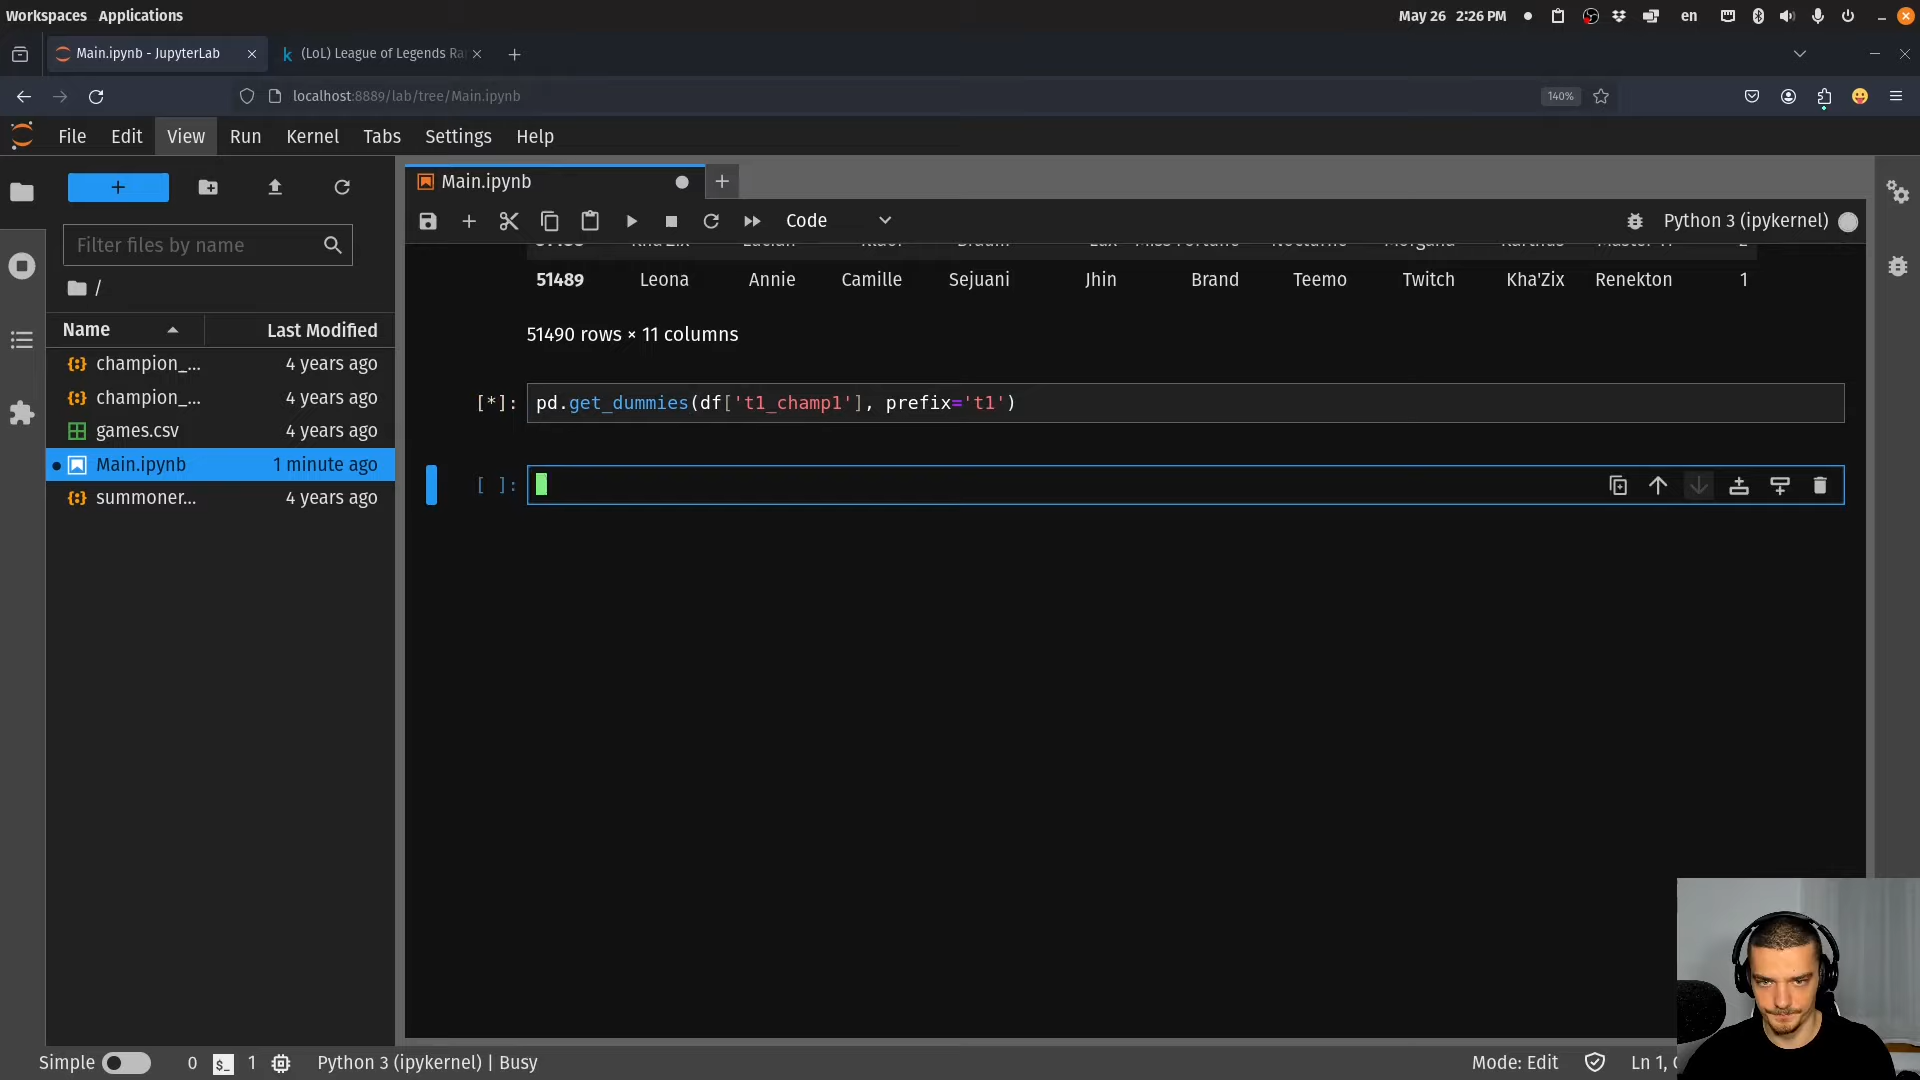 Workspaces Applications
May 26 2:26 PM
en
Main.ipynb - JupyterLab
(LoL) League of Legends Ra
localhost:8889/lab/tree/Main.ipynb
140%
File Edit View Run Kernel Tabs Settings Help
Main.ipynb
Code
Python 3 (ipykernel)
Filter files by name
/
Name Last Modified
champion_... 4 years ago
champion_... 4 years ago
games.csv 4 years ago
Main.ipynb 1 minute ago
summoner... 4 years ago
51489 Leona Annie Camille Sejuani Jhin Brand Teemo Twitch Kha'Zix Renekton 1
51490 rows × 11 columns
[*]: pd.get_dummies(df['t1_champ1'], prefix='t1')
[ ]:
Simple 0 $_ 1 Python 3 (ipykernel) | Busy
Mode: Edit Ln 1,